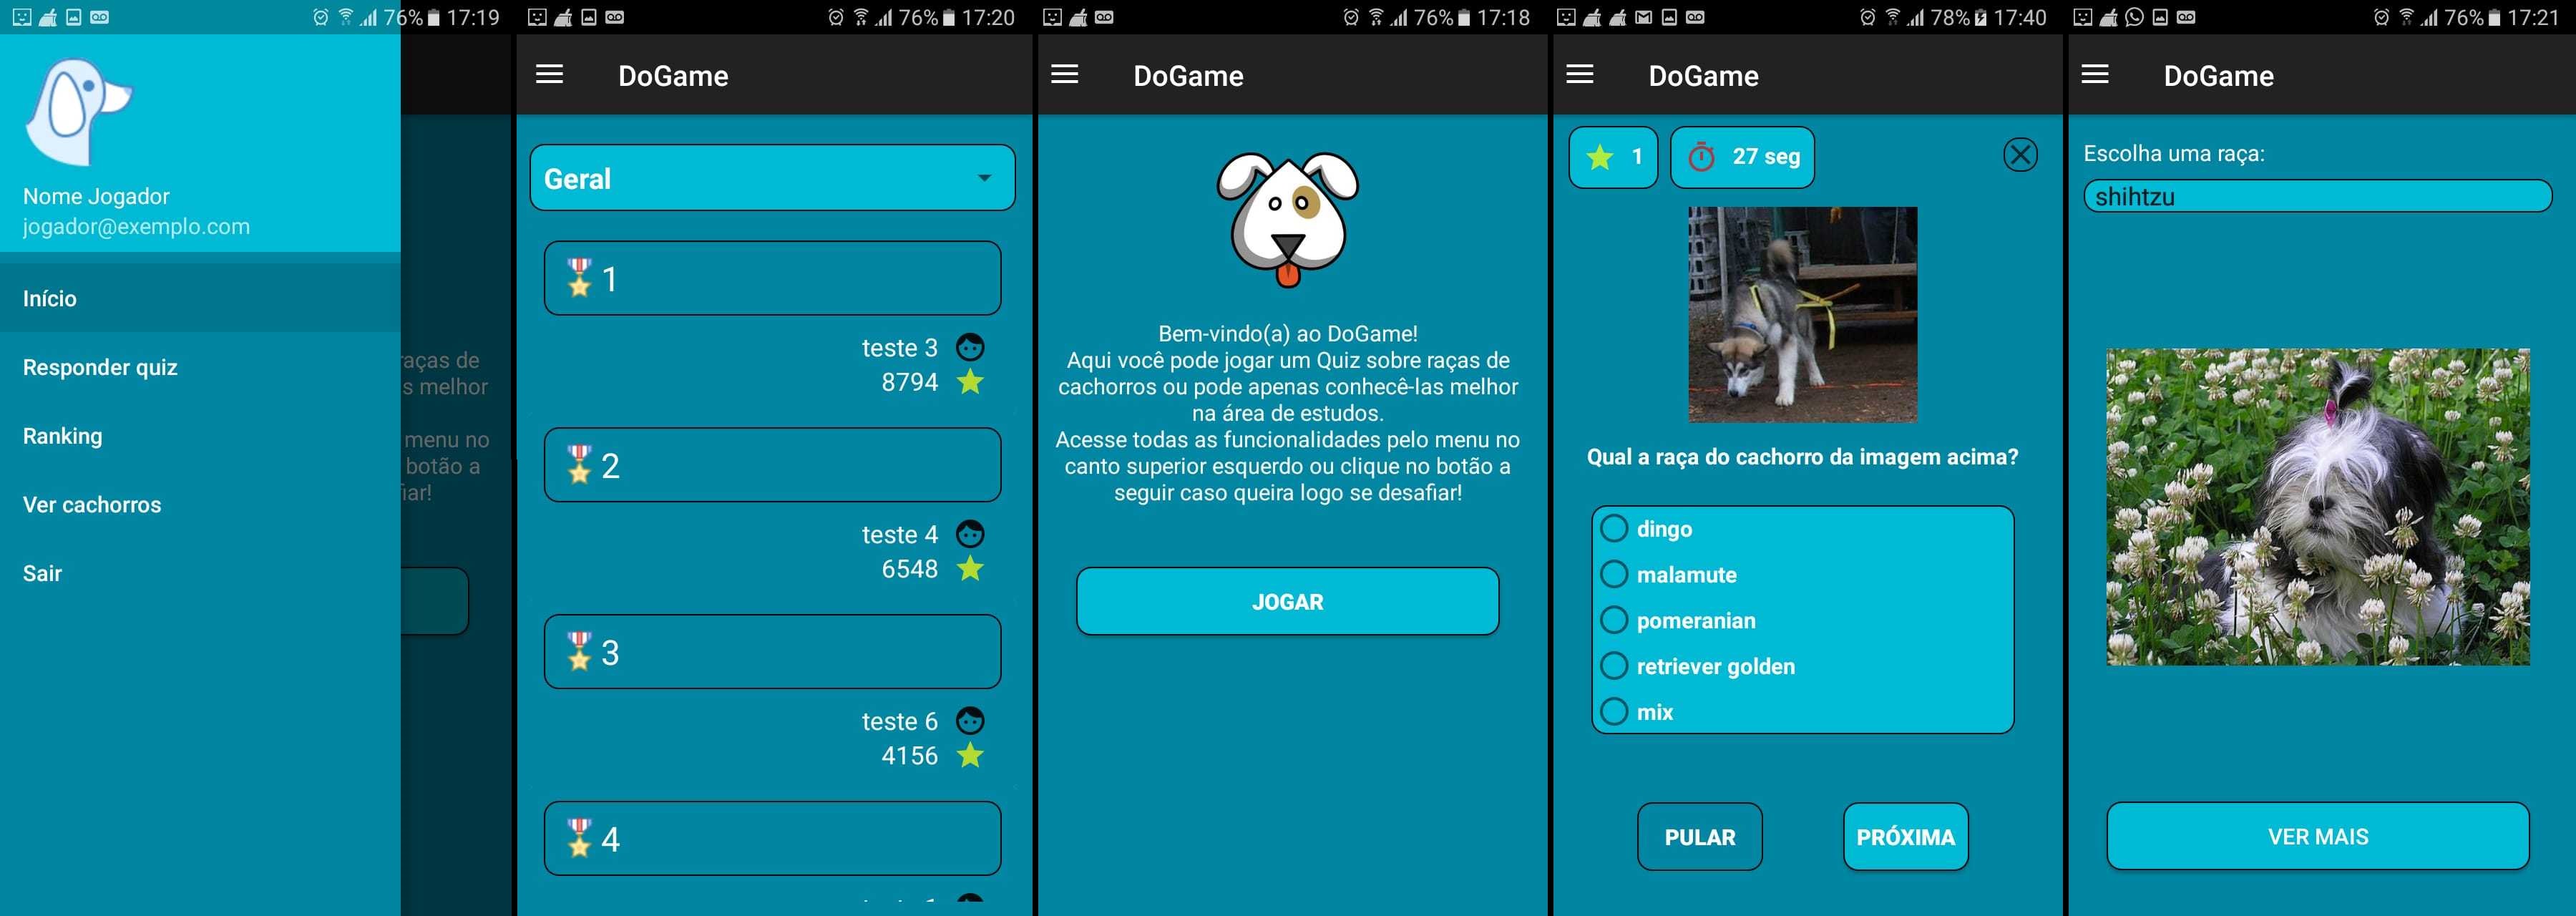 76% 17:19
Nome Jogador
jogador@exemplo.com
Início
Responder quiz
Ranking
Ver cachorros
Sair
raças de
s melhor
menu no
botão a
iar!
76% 17:20
DoGame
Geral
1
teste 3
8794
2
teste 4
6548
3
teste 6
4156
4
76% 17:18
DoGame
Bem-vindo(a) ao DoGame!
Aqui você pode jogar um Quiz sobre raças de
cachorros ou pode apenas conhecê-las melhor
na área de estudos.
Acesse todas as funcionalidades pelo menu no
canto superior esquerdo ou clique no botão a
seguir caso queira logo se desafiar!
JOGAR
78% 17:40
DoGame
1 27 seg
Qual a raça do cachorro da imagem acima?
dingo
malamute
pomeranian
retriever golden
mix
PULAR PRÓXIMA
76% 17:21
DoGame
Escolha uma raça:
shihtzu
VER MAIS